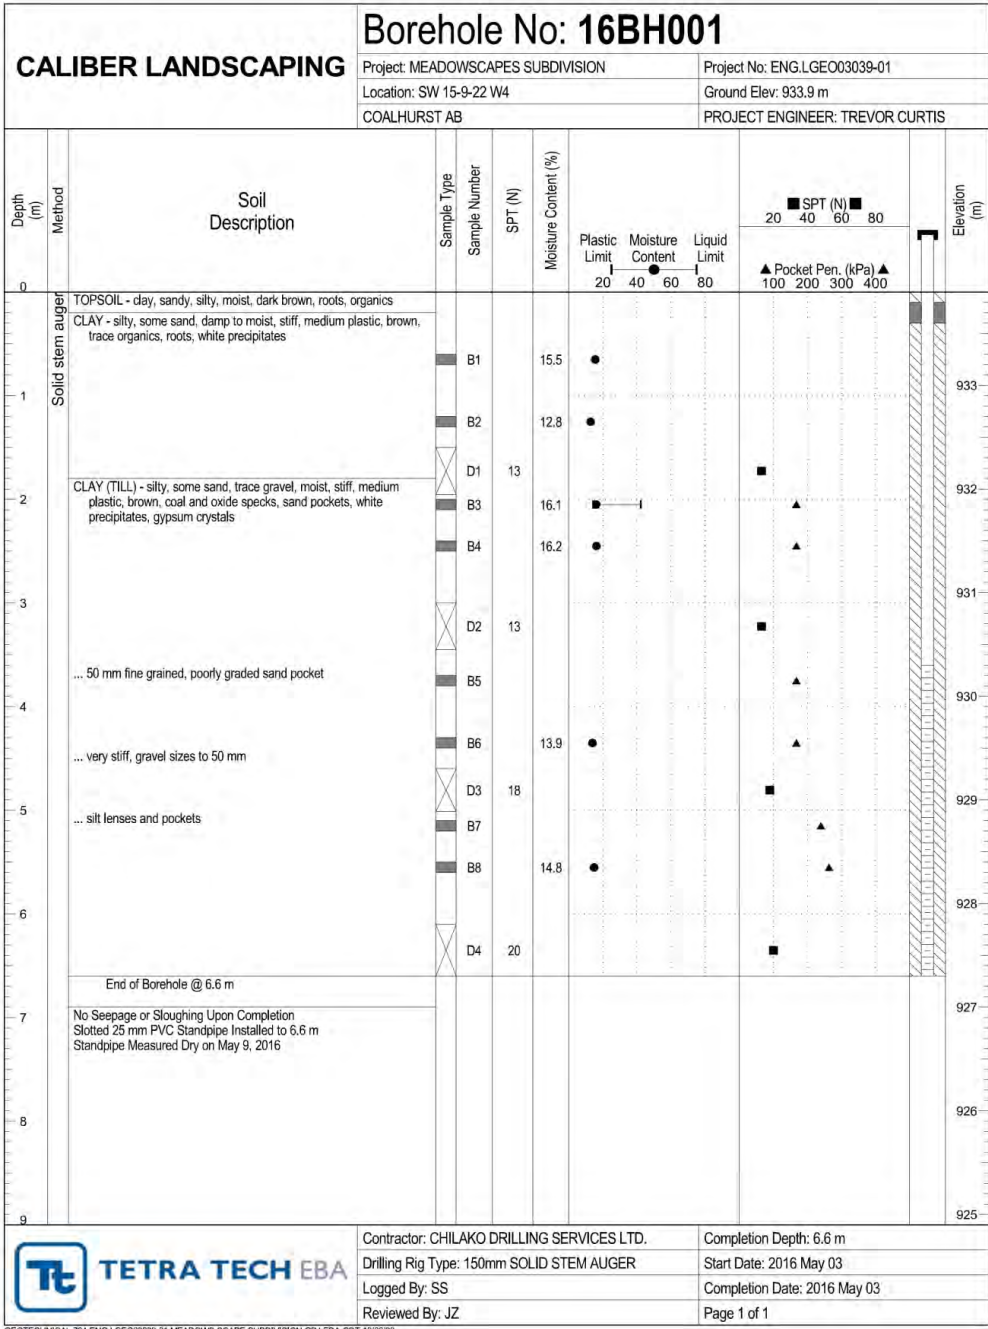 CALIBER LANDSCAPING
Borehole No: 16BH001
Project: MEADOWSCAPES SUBDIVISION
Project No: ENG.LGEO03039-01
Location: SW 15-9-22 W4
Ground Elev: 933.9 m
COALHURST AB
PROJECT ENGINEER: TREVOR CURTIS
Depth
(m)
Method
Soil
Description
Sample Type
Sample Number
SPT (N)
Moisture Content (%)
Plastic Moisture Liquid
Limit Content Limit
20 40 60 80
SPT (N)
20 40 60 80
Pocket Pen. (kPa)
100 200 300 400
Elevation
(m)
0
Solid stem auger
TOPSOIL - clay, sandy, silty, moist, dark brown, roots, organics
CLAY - silty, some sand, damp to moist, stiff, medium plastic, brown,
trace organics, roots, white precipitates
B1 15.5
933
1
B2 12.8
D1 13
CLAY (TILL) - silty, some sand, trace gravel, moist, stiff, medium
plastic, brown, coal and oxide specks, sand pockets, white
precipitates, gypsum crystals
932
2
B3 16.1
B4 16.2
931
3
D2 13
... 50 mm fine grained, poorly graded sand pocket
B5
930
4
B6 13.9
... very stiff, gravel sizes to 50 mm
D3 18
929
5
... silt lenses and pockets
B7
B8 14.8
928
6
D4 20
End of Borehole @ 6.6 m
927
7
No Seepage or Sloughing Upon Completion
Slotted 25 mm PVC Standpipe Installed to 6.6 m
Standpipe Measured Dry on May 9, 2016
926
8
925
9
Tt TETRA TECH EBA
Contractor: CHILAKO DRILLING SERVICES LTD.
Completion Depth: 6.6 m
Drilling Rig Type: 150mm SOLID STEM AUGER
Start Date: 2016 May 03
Logged By: SS
Completion Date: 2016 May 03
Reviewed By: JZ
Page 1 of 1